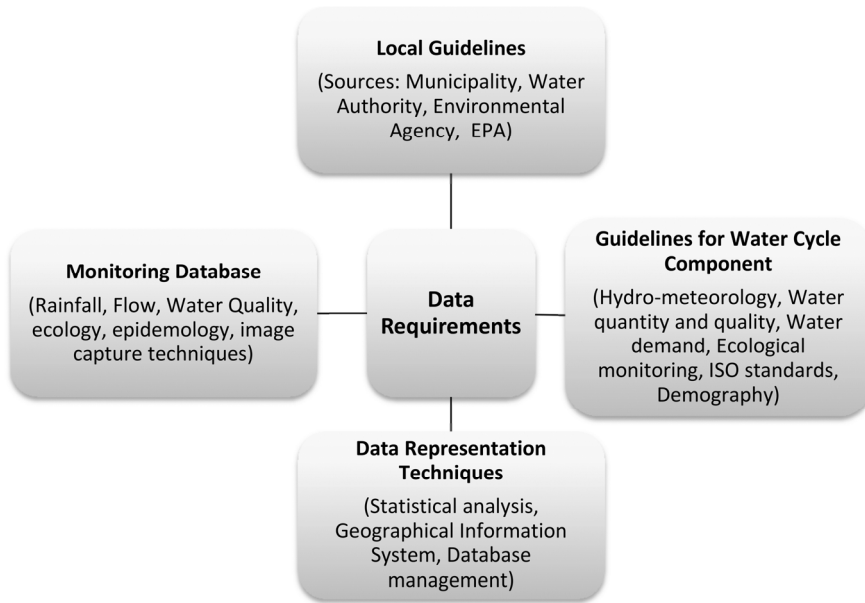 Local Guidelines
(Sources: Municipality, Water
Authority, Environmental
Agency, EPA)
Monitoring Database
(Rainfall, Flow, Water Quality,
ecology, epidemology, image
capture techniques)
Data
Requirements
Guidelines for Water Cycle
Component
(Hydro-meteorology, Water
quantity and quality, Water
demand, Ecological
monitoring, ISO standards,
Demography)
Data Representation
Techniques
(Statistical analysis,
Geographical Information
System, Database
management)